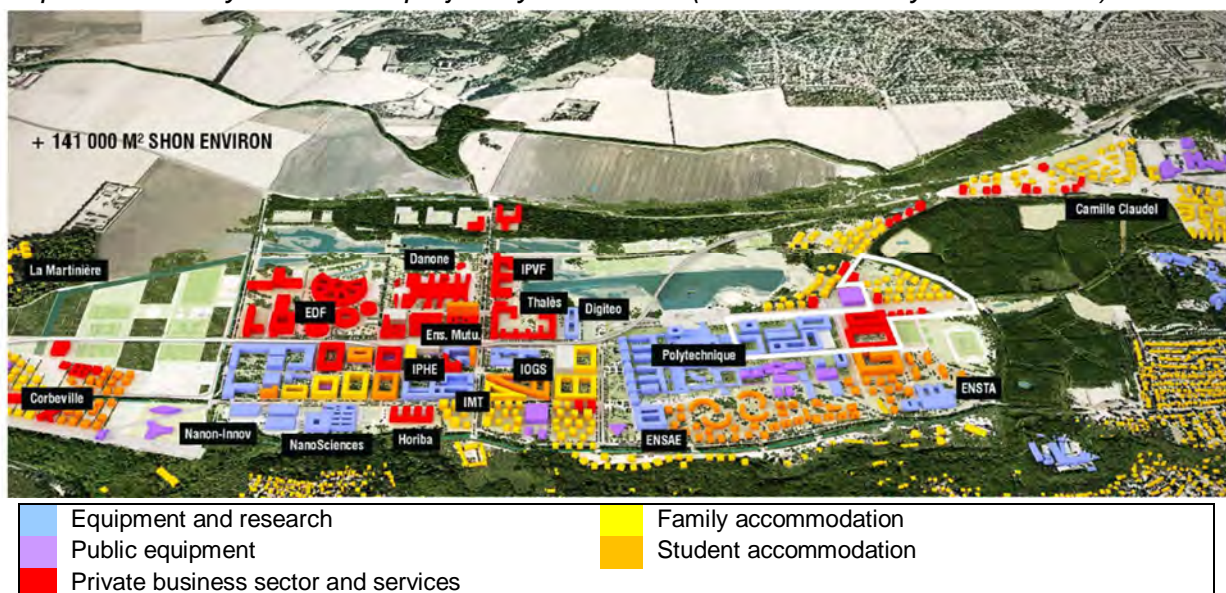 + 141 000 M² SHON ENVIRON
Camille Claudel
La Martinière
Danone
IPVF
Thalès
Digiteo
EDF
Ens. Mutu.
Polytechnique
IPHE
IOGS
Corbeville
IMT
ENSTA
Nanon-Innov
NanoSciences
Horiba
ENSAE
Equipment and research
Family accommodation
Public equipment
Student accommodation
Private business sector and services